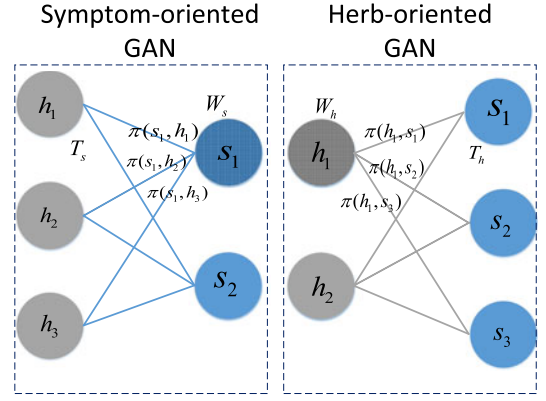 Symptom-oriented
GAN
h₁
h₂
h₃
Tₛ
π(s₁,h₁)
π(s₁,h₂)
π(s₁,h₃)
Wₛ
s₁
s₂
Herb-oriented
GAN
Wₕ
h₁
h₂
π(h₁,s₁)
π(h₁,s₂)
π(h₁,s₃)
Tₕ
s₁
s₂
s₃